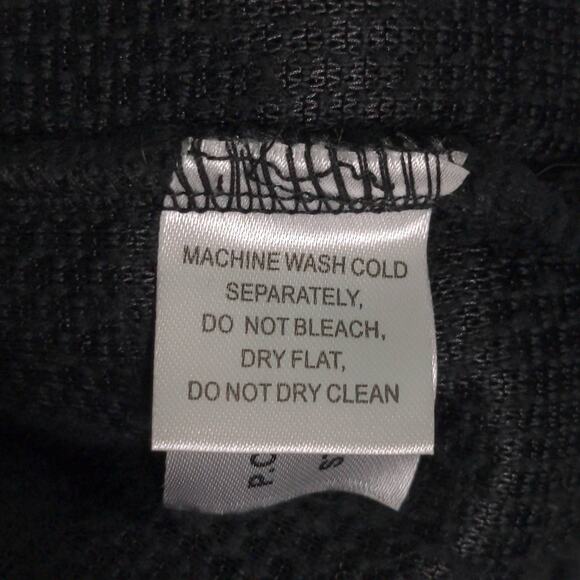 MACHINE WASH COLD
SEPARATELY,
DO NOT BLEACH,
DRY FLAT,
DO NOT DRY CLEAN